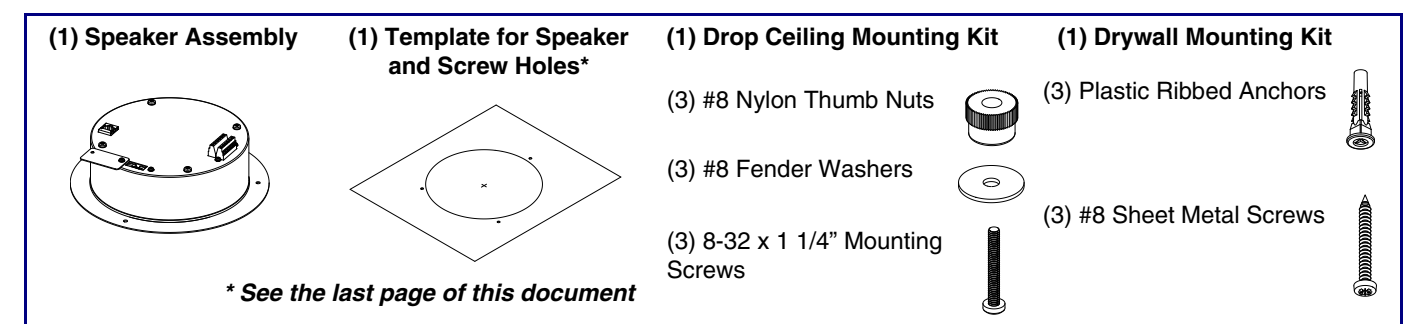 (1) Speaker Assembly
(1) Template for Speaker
and Screw Holes*
* See the last page of this document
(1) Drop Ceiling Mounting Kit
(3) #8 Nylon Thumb Nuts
(3) #8 Fender Washers
(3) 8-32 x 1 1/4” Mounting
Screws
(1) Drywall Mounting Kit
(3) Plastic Ribbed Anchors
(3) #8 Sheet Metal Screws